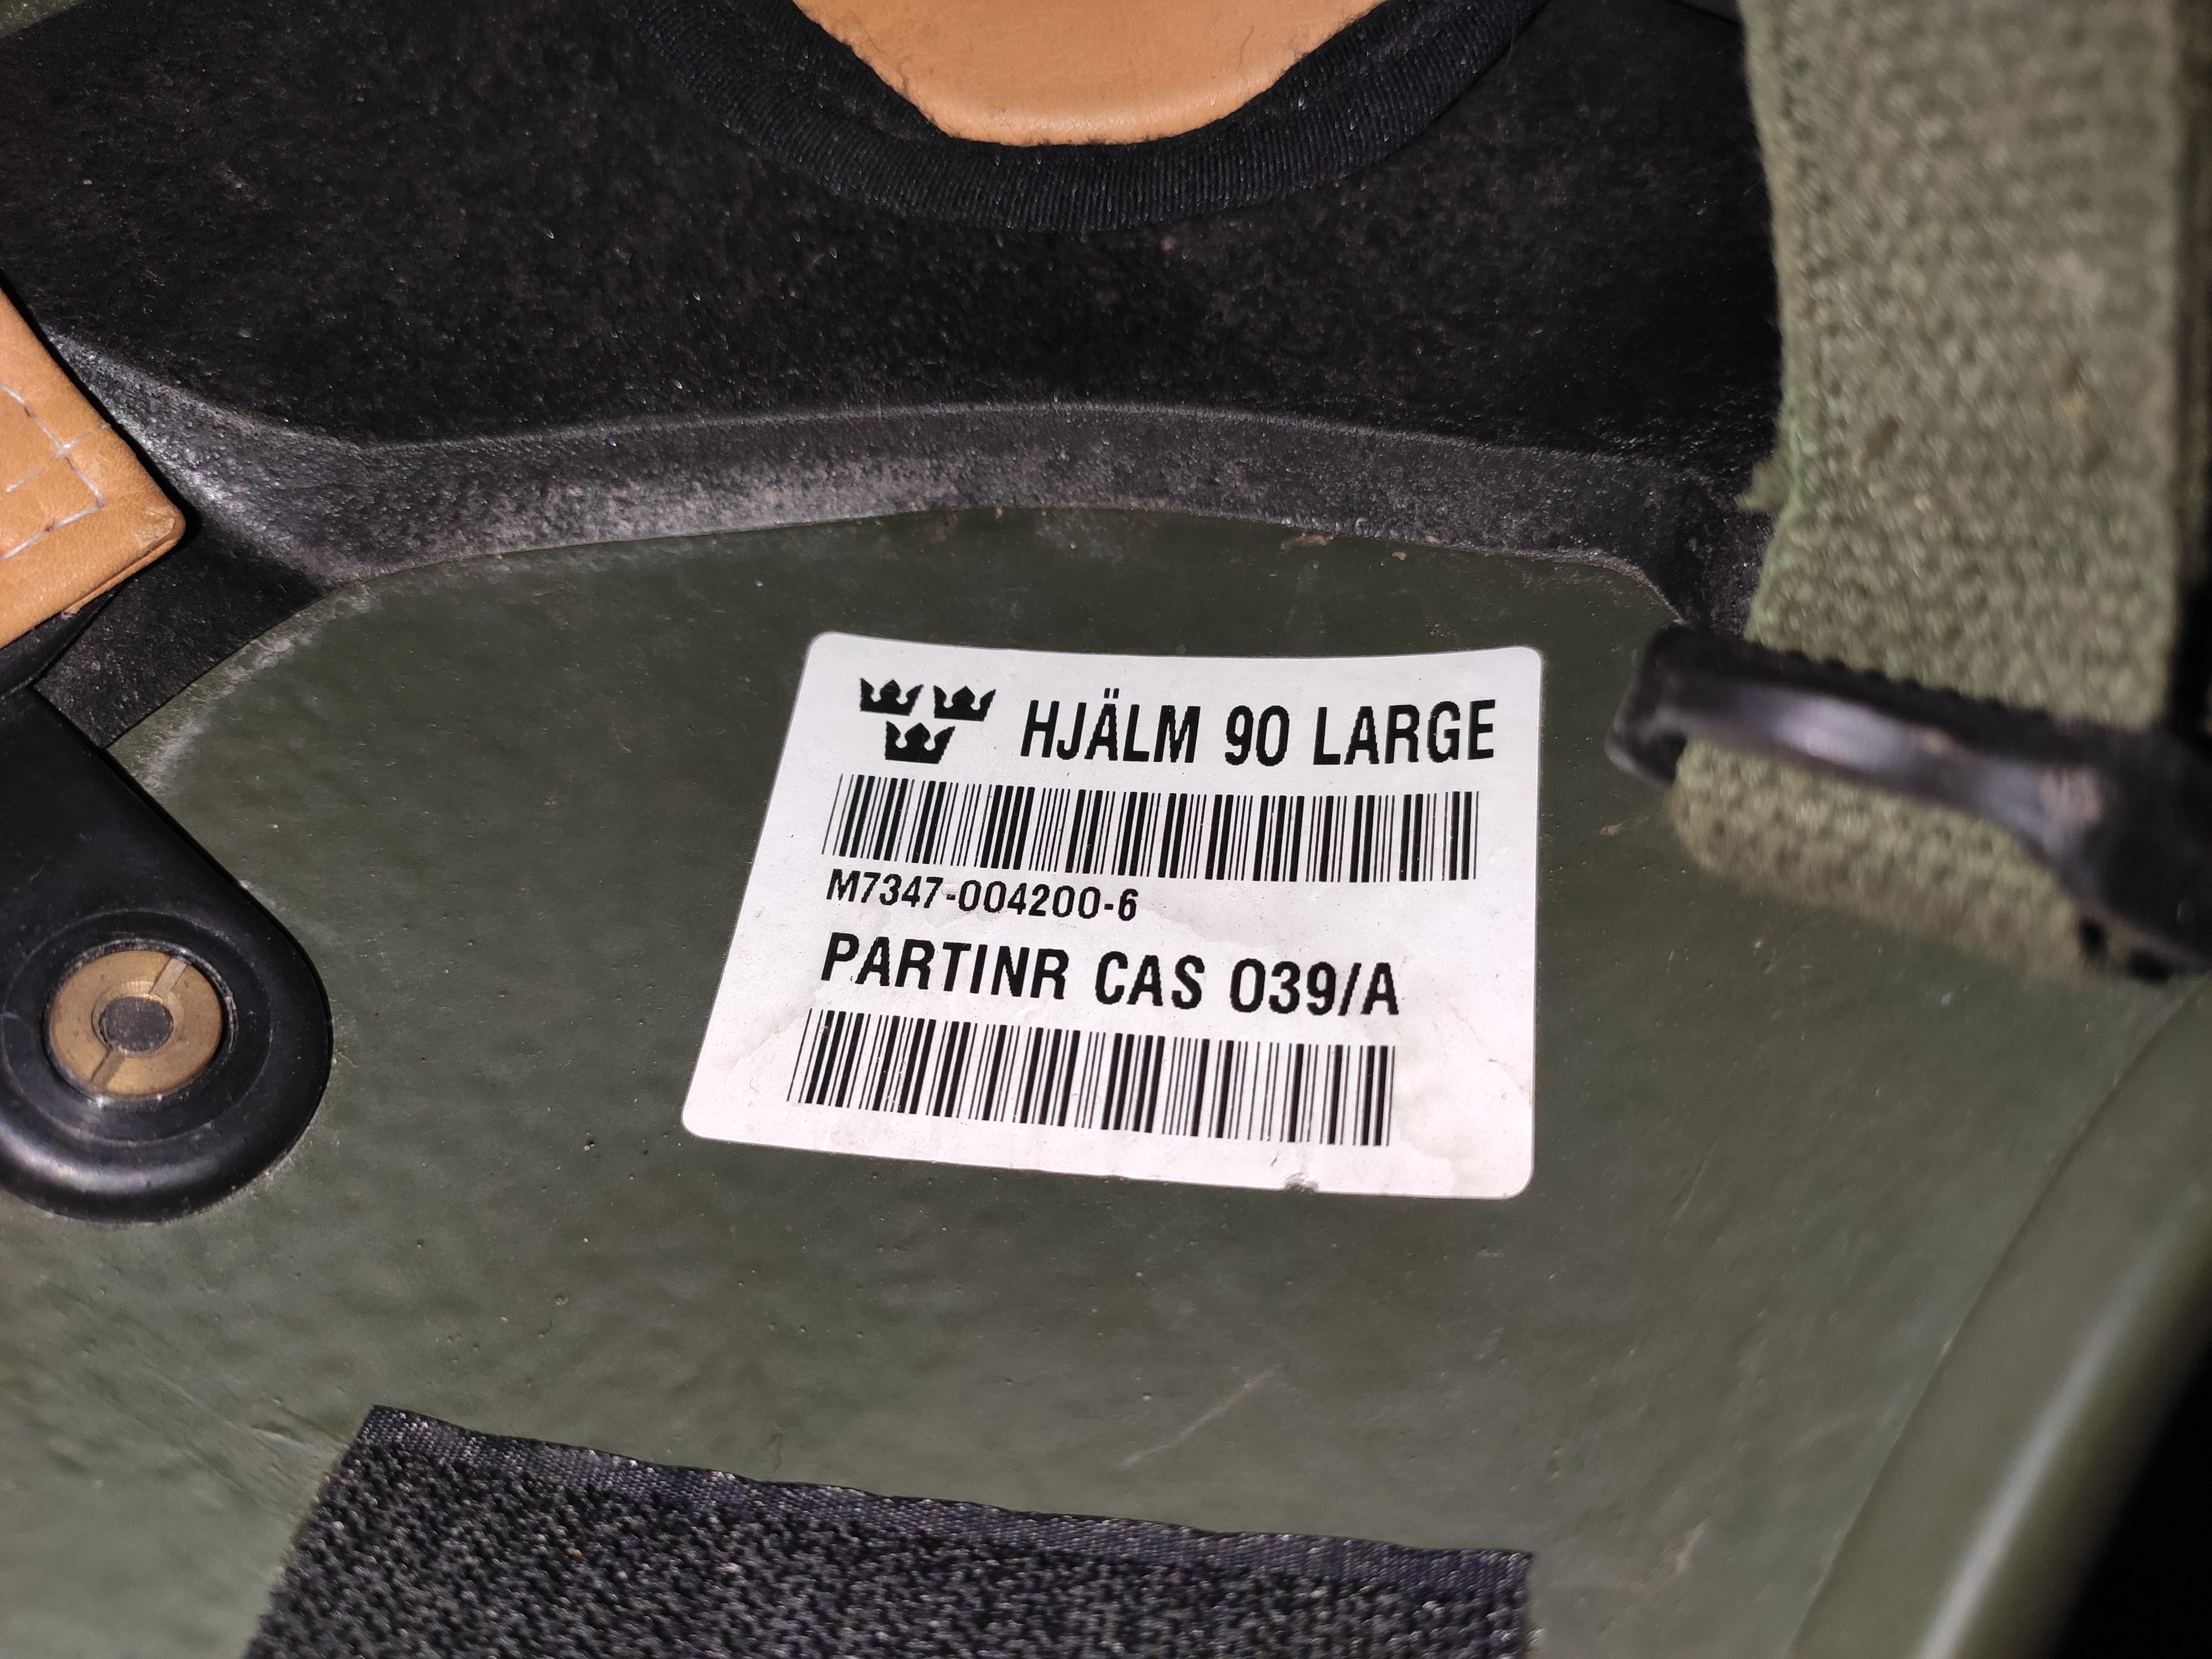 HJÄLM 90 LARGE
M7347-004200-6
PARTINR CAS 039/A